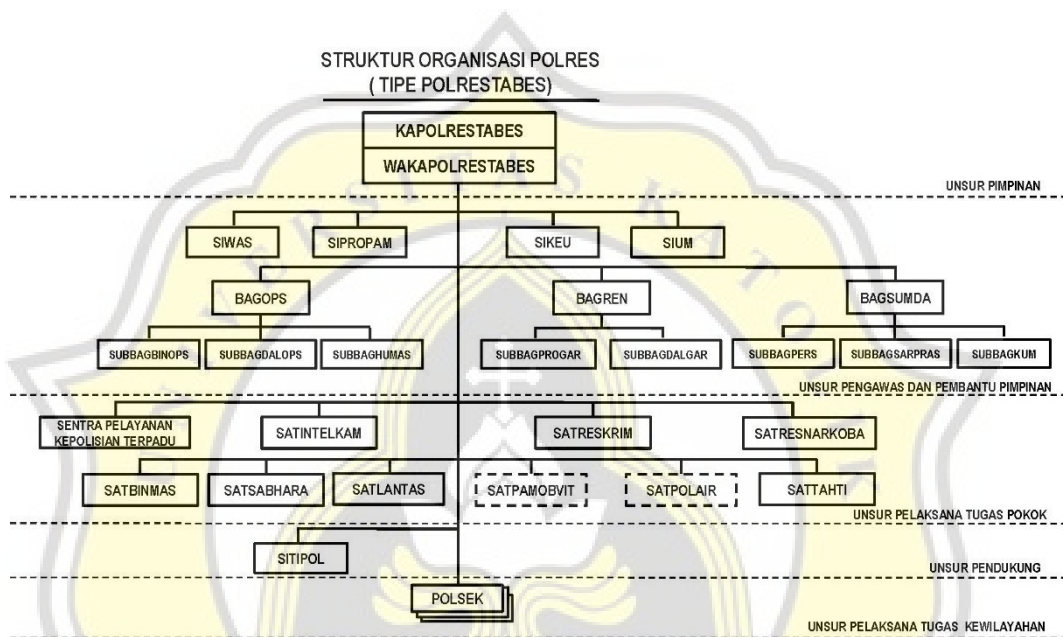 STRUKTUR ORGANISASI POLRES
( TIPE POLRESTABES)
KAPOLRESTABES
WAKAPOLRESTABES
UNSUR PIMPINAN
SIWAS
SIPROPAM
SIKEU
SIUM
BAGOPS
BAGREN
BAGSUMDA
SUBBAGBINOPS
SUBBAGDALOPS
SUBBAGHUMAS
SUBBAGPROGAR
SUBBAGDALGAR
SUBBAGPERS
SUBBAGSARPRAS
SUBBAGKUM
UNSUR PENGAWAS DAN PEMBANTU PIMPINAN
SENTRA PELAYANAN
KEPOLISIAN TERPADU
SATINTELKAM
SATRESKRIM
SATRESNARKOBA
SATBINMAS
SATSABHARA
SATLANTAS
SATPAMOBVIT
SATPOLAIR
SATTAHTI
UNSUR PELAKSANA TUGAS POKOK
SITIPOL
UNSUR PENDUKUNG
POLSEK
UNSUR PELAKSANA TUGAS KEWILAYAHAN
UNIVERSITAS KATOLIK